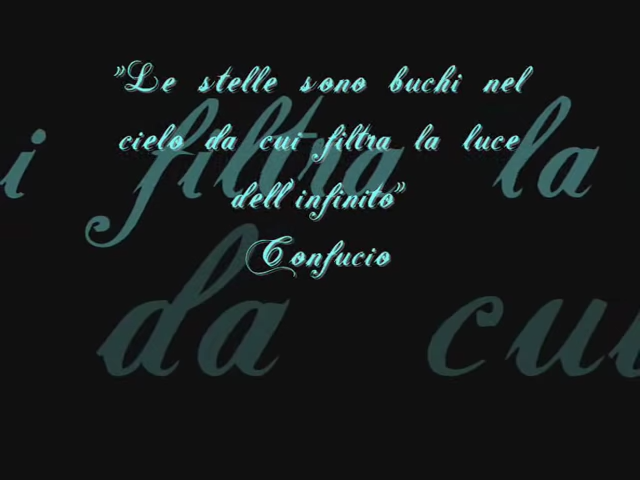 "Le stelle sono buchi nel
cielo da cui filtra la luce
dell'infinito"
Confucio
i filtra la
da cui